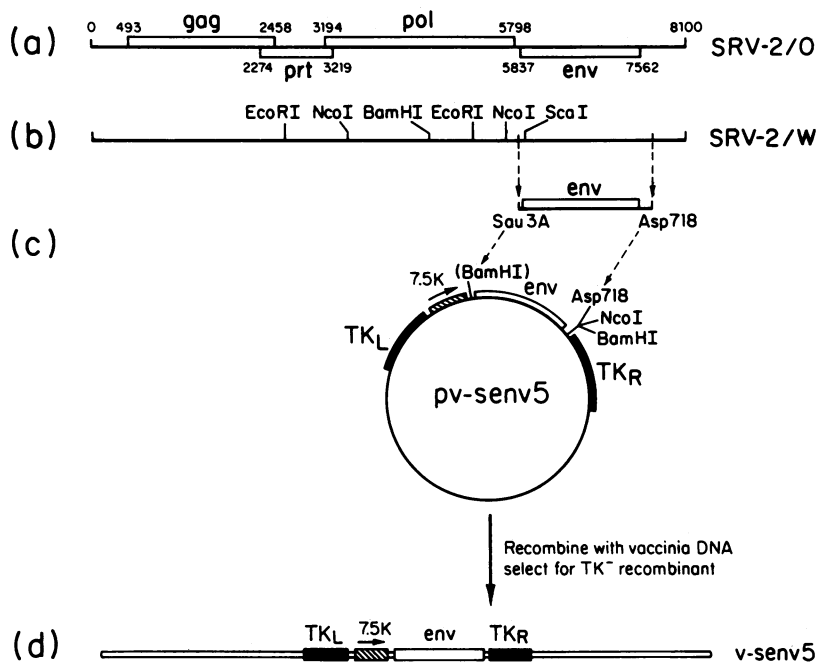 (a) 0 493 gag 2458 3194 pol 5798 8100 SRV-2/O
2274 prt 3219 5837 env 7562
(b) EcoRI NcoI BamHI EcoRI NcoI ScaI SRV-2/W
env
Sau3A Asp718
(c)
7.5K (BamHI) env Asp718
NcoI
BamHI
TKL TKR
pv-senv5
Recombine with vaccinia DNA
select for TK⁻ recombinant
(d) TKL 7.5K env TKR v-senv5